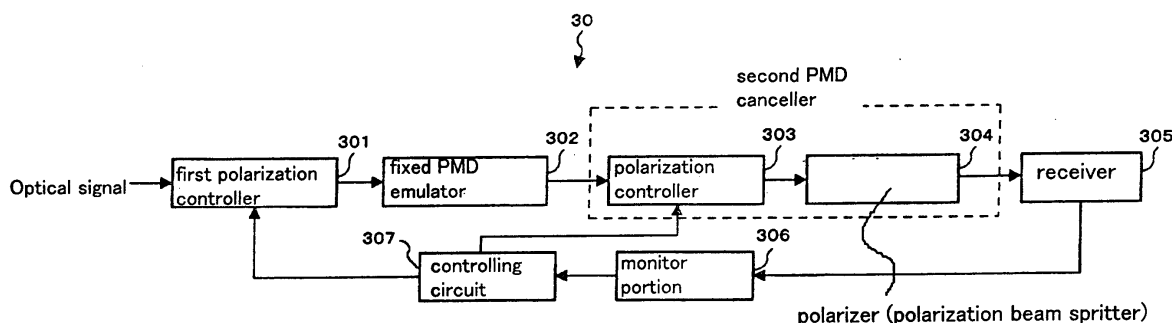 30
second PMD
canceller
301
302
303
304
305
Optical signal
first polarization
controller
fixed PMD
emulator
polarization
controller
receiver
307
controlling
circuit
306
monitor
portion
polarizer (polarization beam spritter)